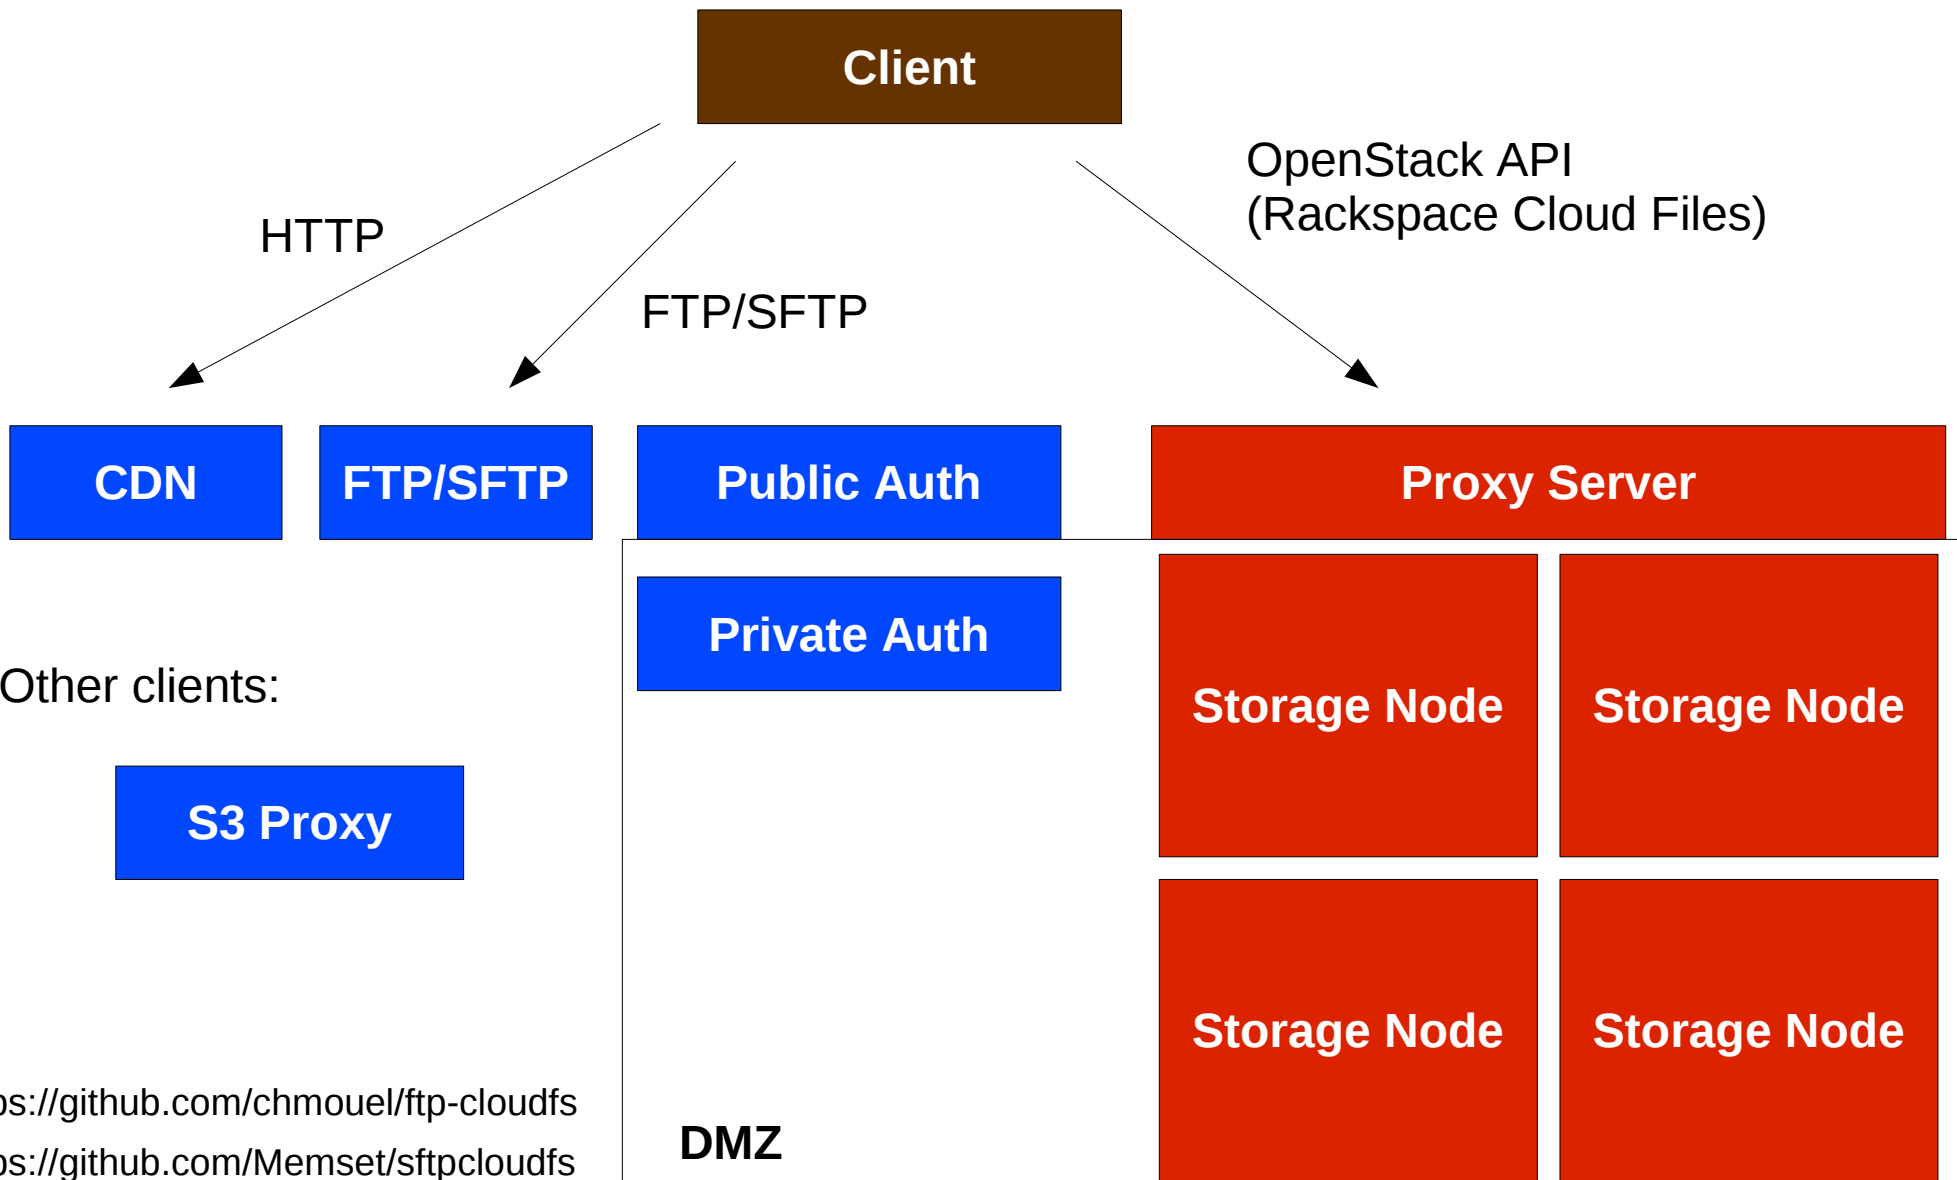 Client
OpenStack API
(Rackspace Cloud Files)
HTTP
FTP/SFTP
CDN
FTP/SFTP
Public Auth
Proxy Server
Private Auth
Other clients:
Storage Node
Storage Node
S3 Proxy
Storage Node
Storage Node
ps://github.com/chmouel/ftp-cloudfs
DMZ
ps://github.com/Memset/sftpcloudfs